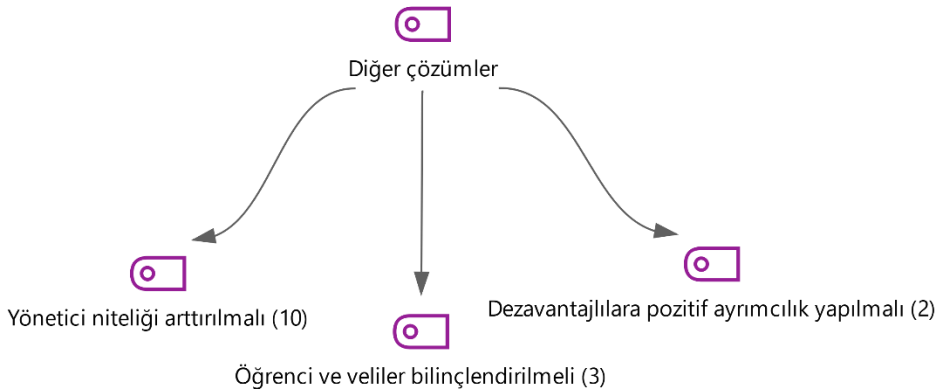 Diğer çözümler
Yönetici niteliği arttırılmalı (10)
Öğrenci ve veliler bilinçlendirilmeli (3)
Dezavantajlılara pozitif ayrımcılık yapılmalı (2)